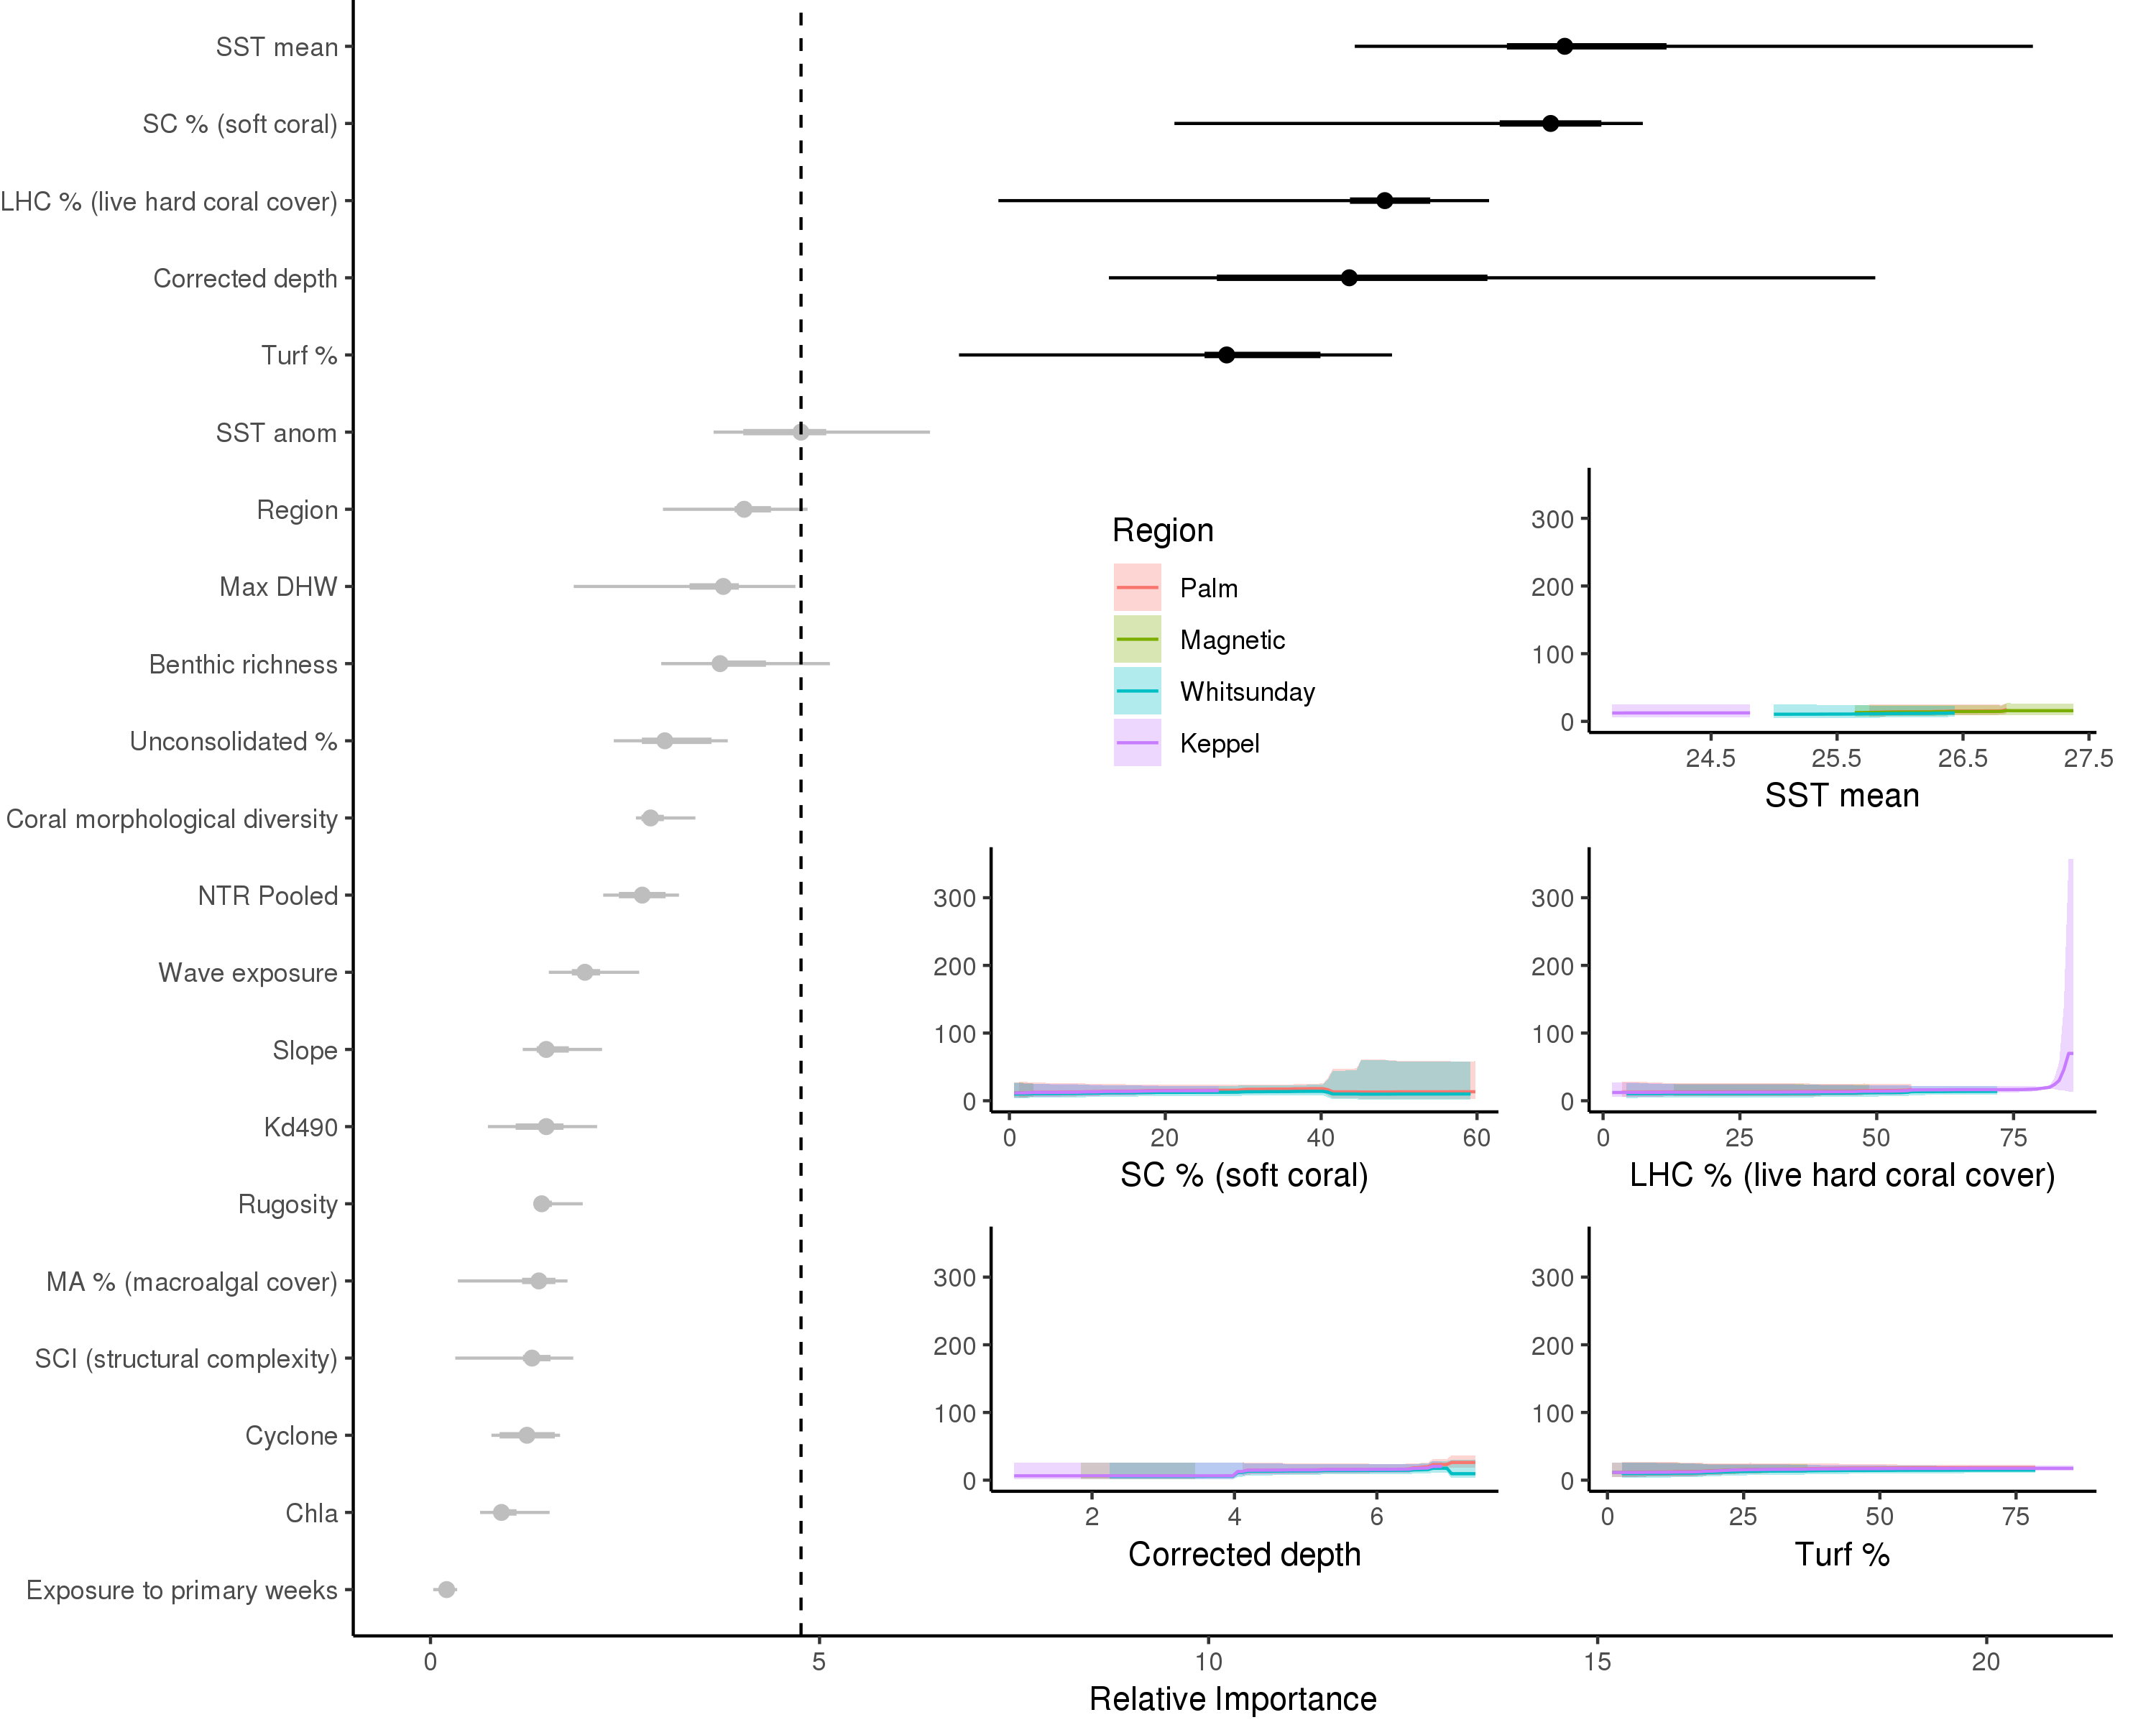 SST mean
SC % (soft coral)
LHC % (live hard coral cover)
Corrected depth
Turf %
SST anom
Region
Max DHW
Benthic richness
Unconsolidated %
Coral morphological diversity
NTR Pooled
Wave exposure
Slope
Kd490
Rugosity
MA % (macroalgal cover)
SCI (structural complexity)
Cyclone
Chla
Exposure to primary weeks
0 5 10 15 20
Relative Importance
Region
Palm
Magnetic
Whitsunday
Keppel
300
200
100
0
24.5 25.5 26.5 27.5
SST mean
300
200
100
0
0 20 40 60
SC % (soft coral)
300
200
100
0
0 25 50 75
LHC % (live hard coral cover)
300
200
100
0
2 4 6
Corrected depth
300
200
100
0
0 25 50 75
Turf %